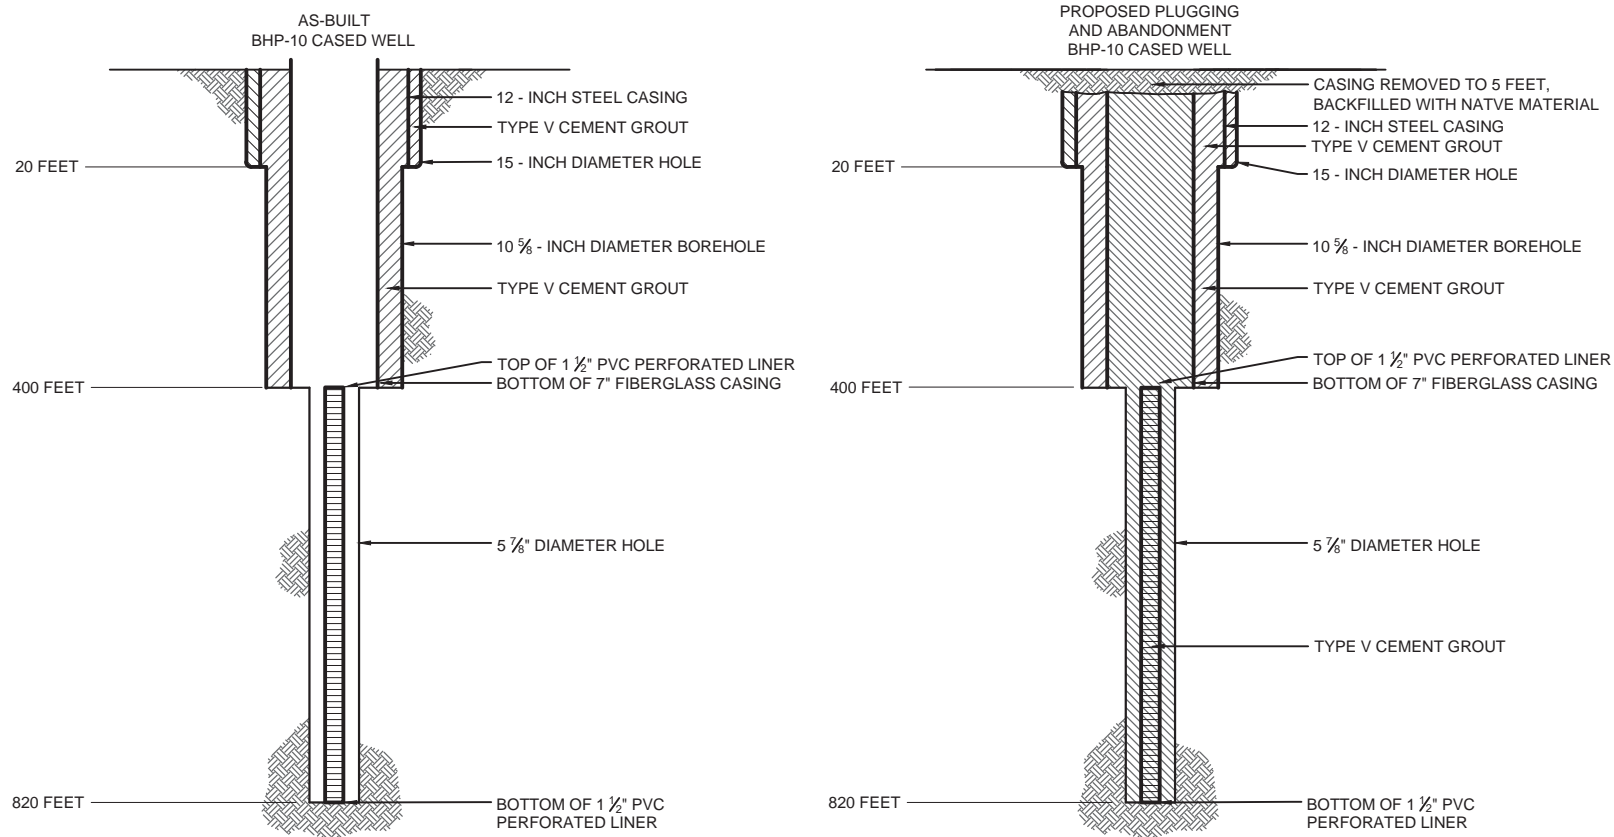 AS-BUILT
BHP-10 CASED WELL
12 - INCH STEEL CASING
TYPE V CEMENT GROUT
20 FEET
15 - INCH DIAMETER HOLE
10 ⅝ - INCH DIAMETER BOREHOLE
TYPE V CEMENT GROUT
TOP OF 1 ½" PVC PERFORATED LINER
400 FEET
BOTTOM OF 7" FIBERGLASS CASING
5 ⅞" DIAMETER HOLE
820 FEET
BOTTOM OF 1 ½" PVC
PERFORATED LINER
PROPOSED PLUGGING
AND ABANDONMENT
BHP-10 CASED WELL
CASING REMOVED TO 5 FEET,
BACKFILLED WITH NATVE MATERIAL
12 - INCH STEEL CASING
TYPE V CEMENT GROUT
20 FEET
15 - INCH DIAMETER HOLE
10 ⅝ - INCH DIAMETER BOREHOLE
TYPE V CEMENT GROUT
TOP OF 1 ½" PVC PERFORATED LINER
400 FEET
BOTTOM OF 7" FIBERGLASS CASING
5 ⅞" DIAMETER HOLE
TYPE V CEMENT GROUT
820 FEET
BOTTOM OF 1 ½" PVC
PERFORATED LINER